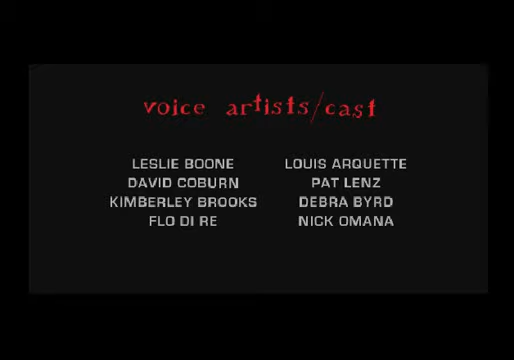 voice artists/cast
LESLIE BOONE LOUIS ARQUETTE
DAVID COBURN PAT LENZ
KIMBERLEY BROOKS DEBRA BYRD
FLO DI RE NICK OMANA